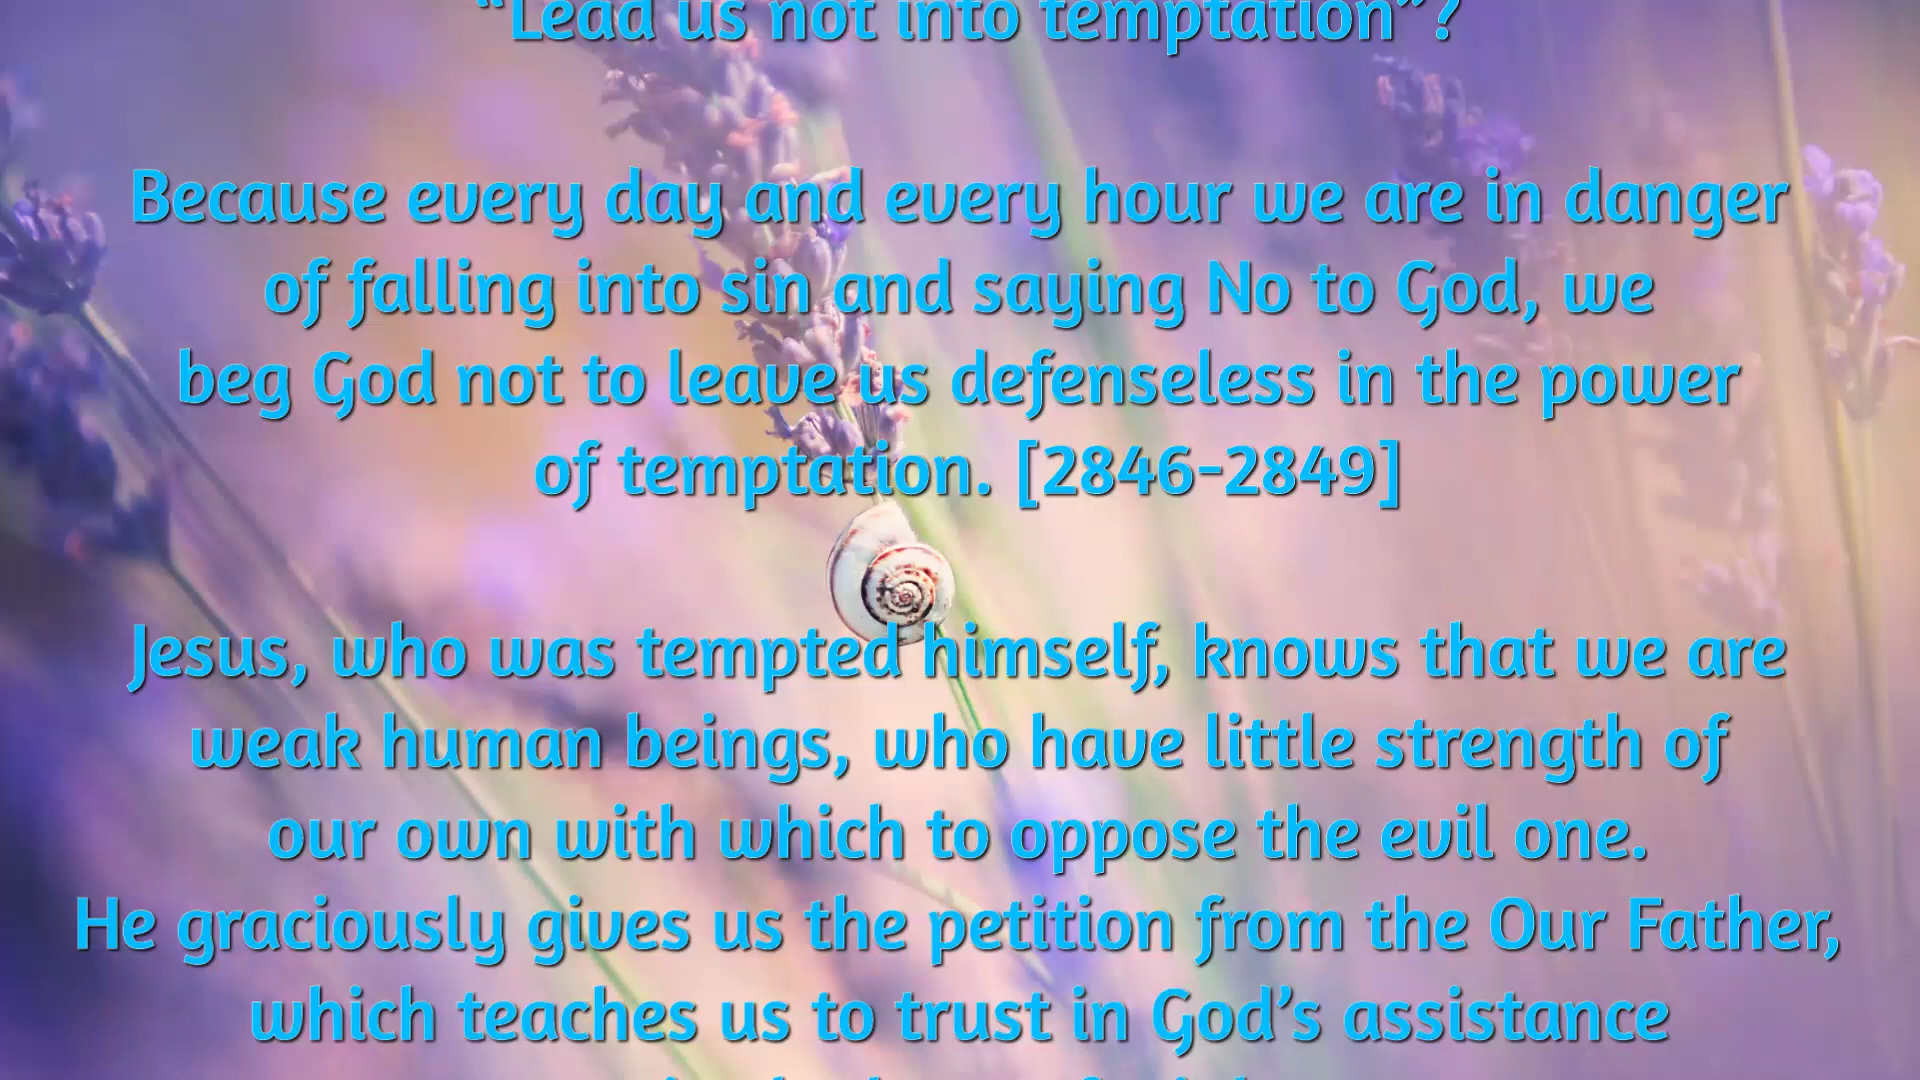 “Lead us not into temptation”?
Because every day and every hour we are in danger
of falling into sin and saying No to God, we
beg God not to leave us defenseless in the power
of temptation. [2846-2849]
Jesus, who was tempted himself, knows that we are
weak human beings, who have little strength of
our own with which to oppose the evil one.
He graciously gives us the petition from the Our Father,
which teaches us to trust in God’s assistance